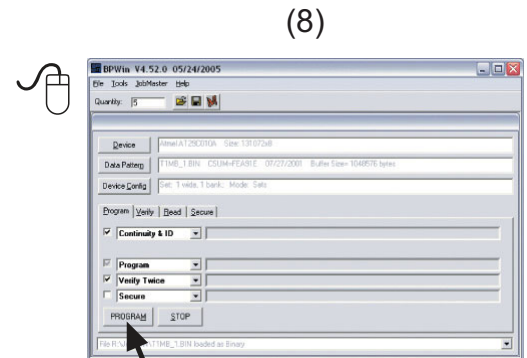 (8)
BPWin V4.52.0 05/24/2005
File Tools JobMaster Help
Quantity: 5
Device Atmel AT29C010A Size: 131072x8
Data Pattern T1MB_1.BIN CSUM=FEA91E 07/27/2001 Buffer Size= 1048576 bytes
Device Config Set: 1 wide, 1 bank; Mode: Sets
Program Verify Read Secure
Continuity & ID
Program
Verify Twice
Secure
PROGRAM STOP
T1MB_1.BIN loaded as Binary